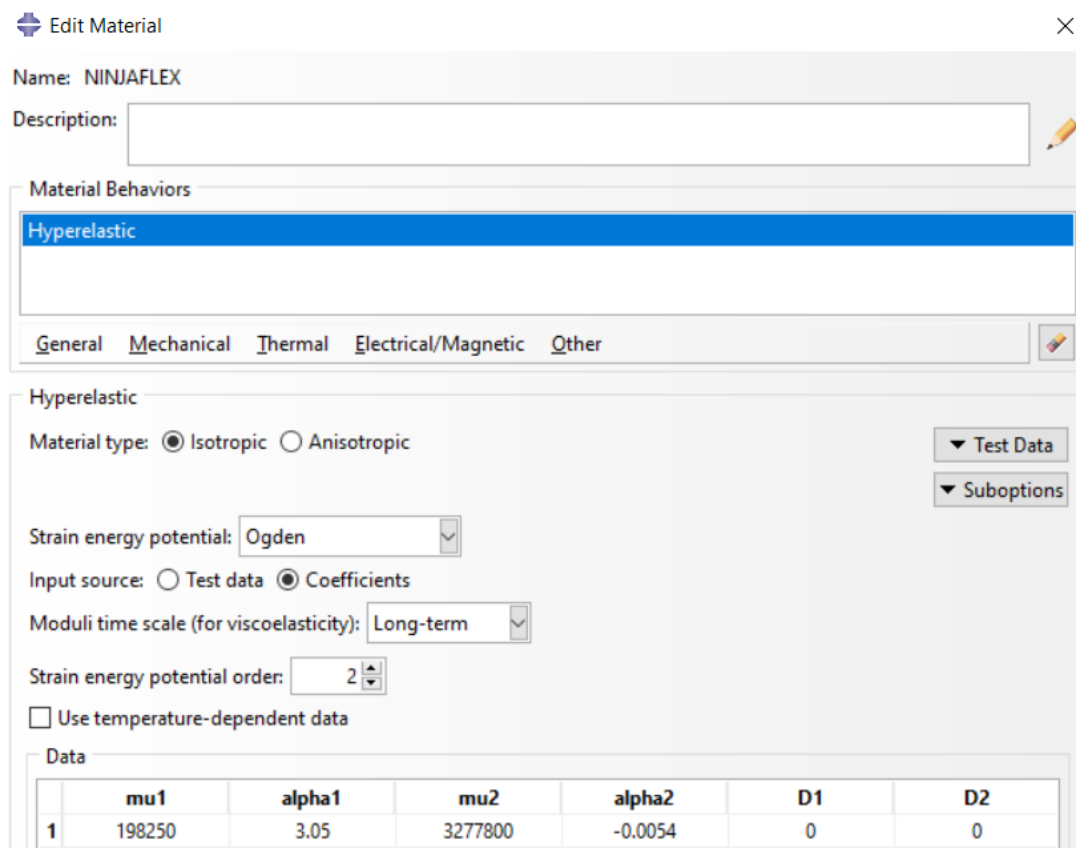 Edit Material
Name: NINJAFLEX
Description:
Material Behaviors
Hyperelastic
General Mechanical Thermal Electrical/Magnetic Other
Hyperelastic
Material type: Isotropic Anisotropic
Test Data
Suboptions
Strain energy potential: Ogden
Input source: Test data Coefficients
Moduli time scale (for viscoelasticity): Long-term
Strain energy potential order: 2
Use temperature-dependent data
Data
mu1 alpha1 mu2 alpha2 D1 D2
1 198250 3.05 3277800 -0.0054 0 0